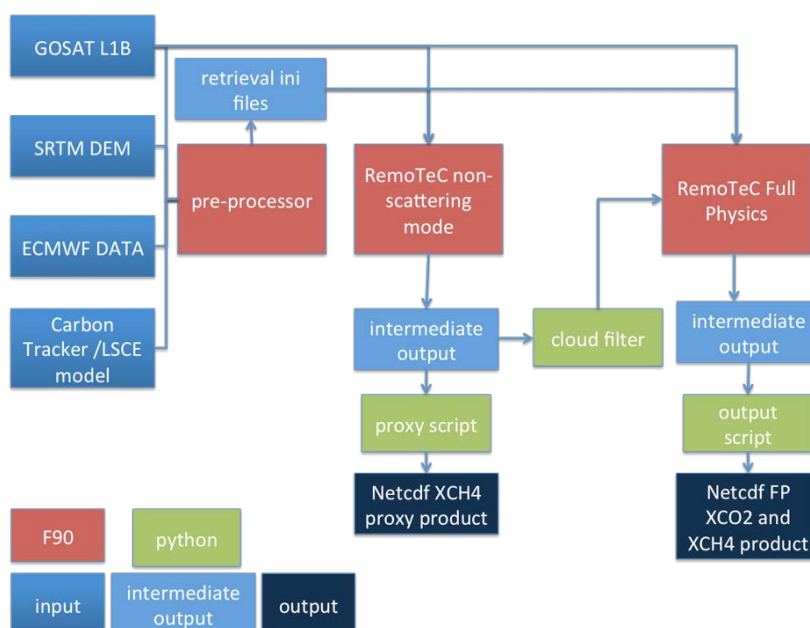 GOSAT L1B
retrieval ini
files
SRTM DEM
pre-processor
RemoTeC non-
scattering
mode
RemoTeC Full
Physics
ECMWF DATA
Carbon
Tracker /LSCE
model
intermediate
output
cloud filter
intermediate
output
proxy script
output
script
Netcdf XCH4
proxy product
Netcdf FP
XCO2 and
XCH4 product
F90
python
input
intermediate
output
output